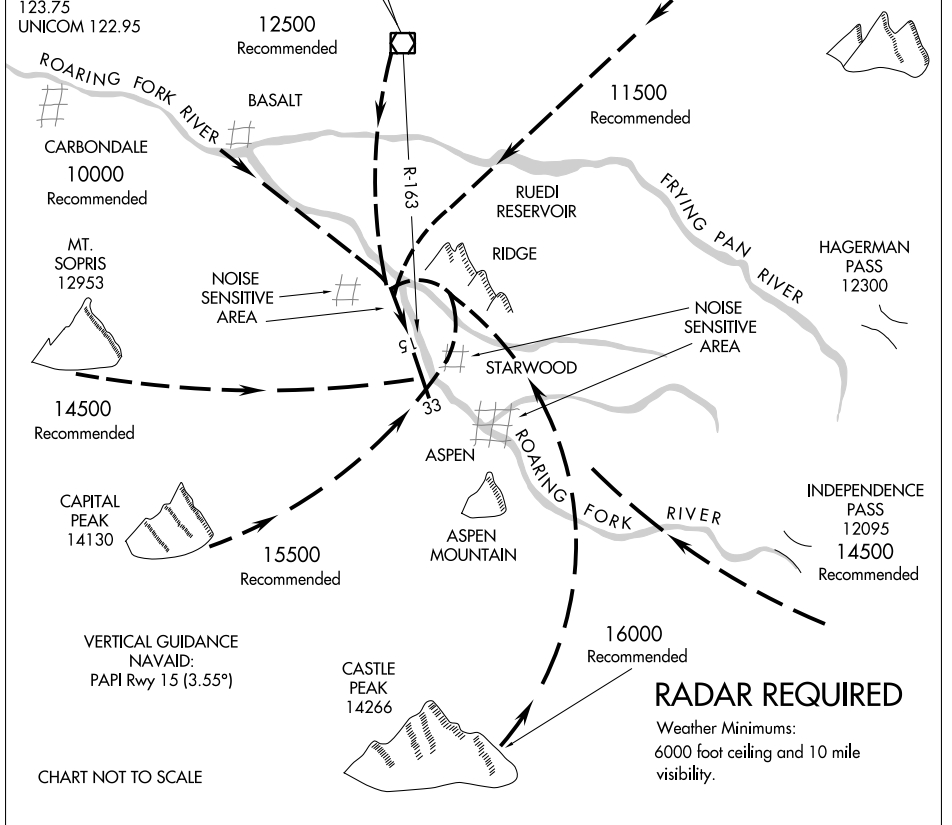 123.75
UNICOM 122.95
12500
Recommended
ROARING FORK RIVER
BASALT
11500
Recommended
CARBONDALE
10000
Recommended
R-163
RUEDI
RESERVOIR
FRYING PAN
RIVER
MT.
SOPRIS
12953
NOISE
SENSITIVE
AREA
RIDGE
HAGERMAN
PASS
12300
NOISE
SENSITIVE
AREA
15
STARWOOD
33
14500
Recommended
ASPEN
ROARING
FORK
RIVER
CAPITAL
PEAK
14130
15500
Recommended
ASPEN
MOUNTAIN
INDEPENDENCE
PASS
12095
14500
Recommended
VERTICAL GUIDANCE
NAVAID:
PAPI Rwy 15 (3.55°)
CASTLE
PEAK
14266
16000
Recommended
RADAR REQUIRED
Weather Minimums:
6000 foot ceiling and 10 mile
visibility.
CHART NOT TO SCALE